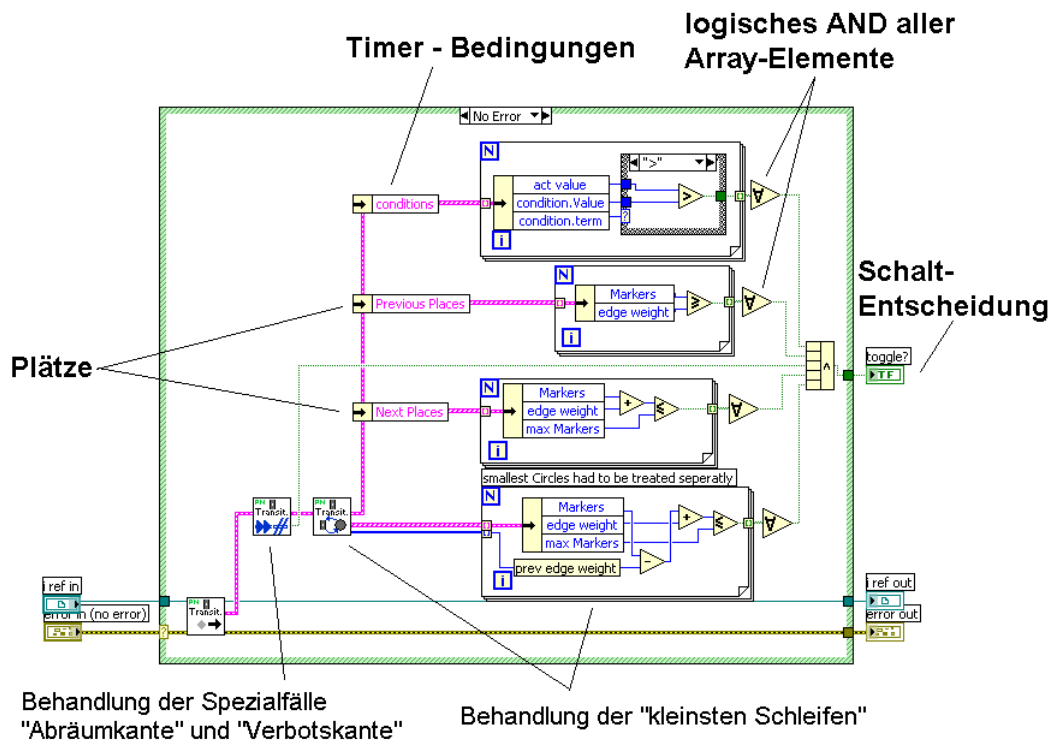 logisches AND aller
Array-Elemente
Timer - Bedingungen
No Error
N
">"
act value
condition.Value
condition.term
?
>
i
conditions
Schalt-
Entscheidung
N
Markers
edge weight
≥
i
Previous Places
Plätze
toggle?
TF
N
Markers
edge weight
max Markers
+
≤
i
Next Places
smallest Circles had to be treated seperatly
N
Markers
edge weight
max Markers
prev edge weight
+
≤
-
i
PN
Transit.
PN
Transit.
PN
Transit.
i ref in
error in (no error)
?
i ref out
error out
Behandlung der Spezialfälle
"Abräumkante" und "Verbotskante"
Behandlung der "kleinsten Schleifen"